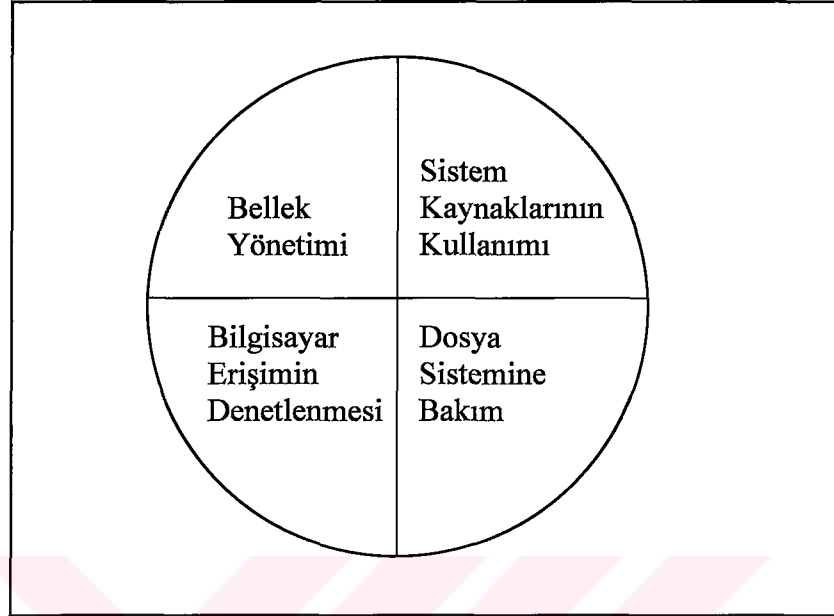 Bellek
Yönetimi
Sistem
Kaynaklarının
Kullanımı
Bilgisayar
Erişimin
Denetlenmesi
Dosya
Sistemine
Bakım